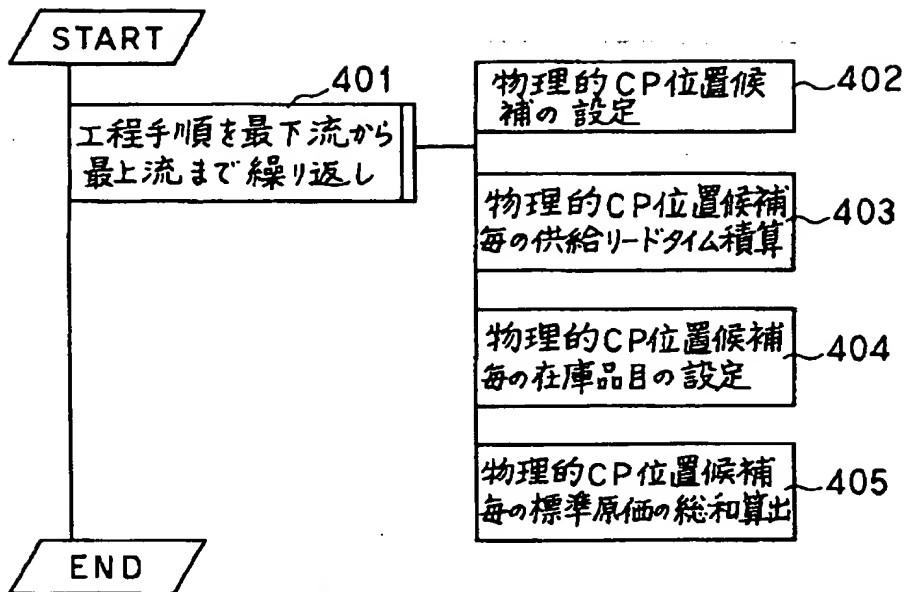 START
401
工程手順を最下流から
最上流まで繰り返し
物理的CP位置候
補の設定
402
物理的CP位置候補
毎の供給リードタイム積算
403
物理的CP位置候補
毎の在庫品目の設定
404
物理的CP位置候補
毎の標準原価の総和算出
405
END